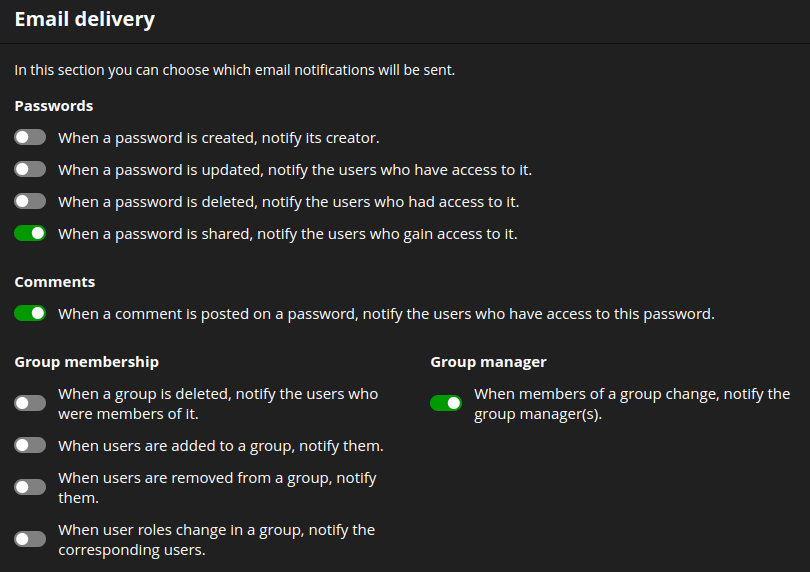 Email delivery
In this section you can choose which email notifications will be sent.
Passwords
When a password is created, notify its creator.
When a password is updated, notify the users who have access to it.
When a password is deleted, notify the users who had access to it.
When a password is shared, notify the users who gain access to it.
Comments
When a comment is posted on a password, notify the users who have access to this password.
Group membership
When a group is deleted, notify the users who
were members of it.
When users are added to a group, notify them.
When users are removed from a group, notify
them.
When user roles change in a group, notify the
corresponding users.
Group manager
When members of a group change, notify the
group manager(s).